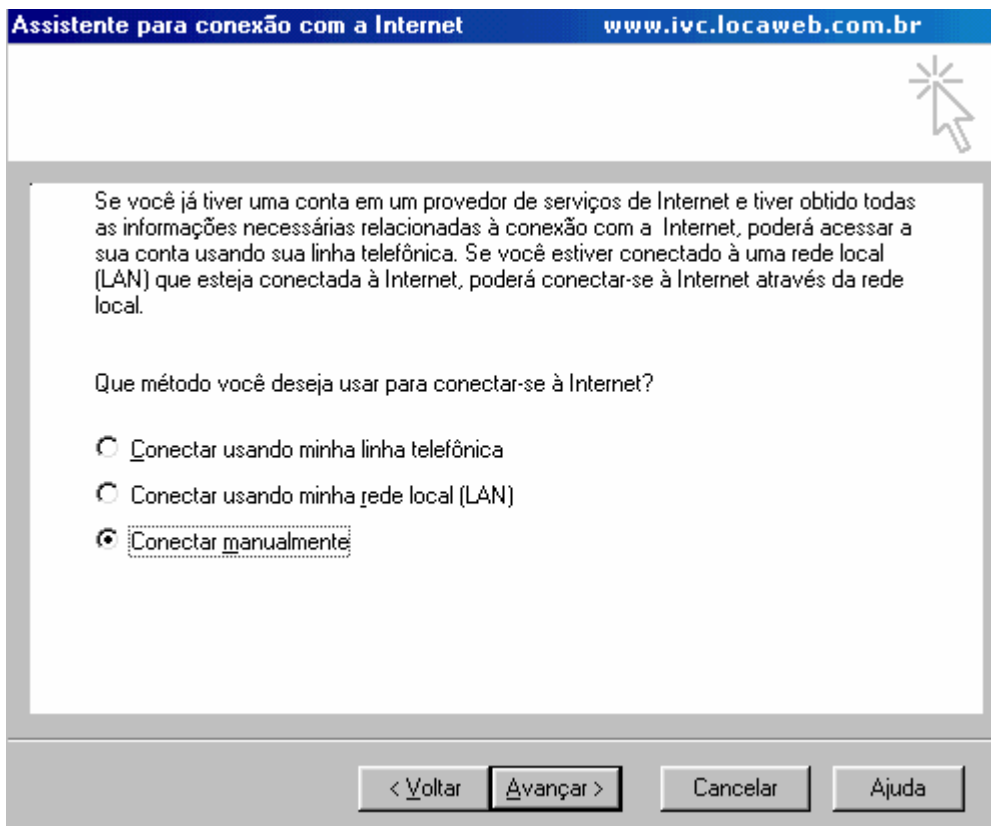 Assistente para conexão com a Internet www.ivc.locaweb.com.br
Se você já tiver uma conta em um provedor de serviços de Internet e tiver obtido todas
as informações necessárias relacionadas à conexão com a Internet, poderá acessar a
sua conta usando sua linha telefônica. Se você estiver conectado à uma rede local
(LAN) que esteja conectada à Internet, poderá conectar-se à Internet através da rede
local.
Que método você deseja usar para conectar-se à Internet?
Conectar usando minha linha telefônica
Conectar usando minha rede local (LAN)
Conectar manualmente
< Voltar Avançar > Cancelar Ajuda